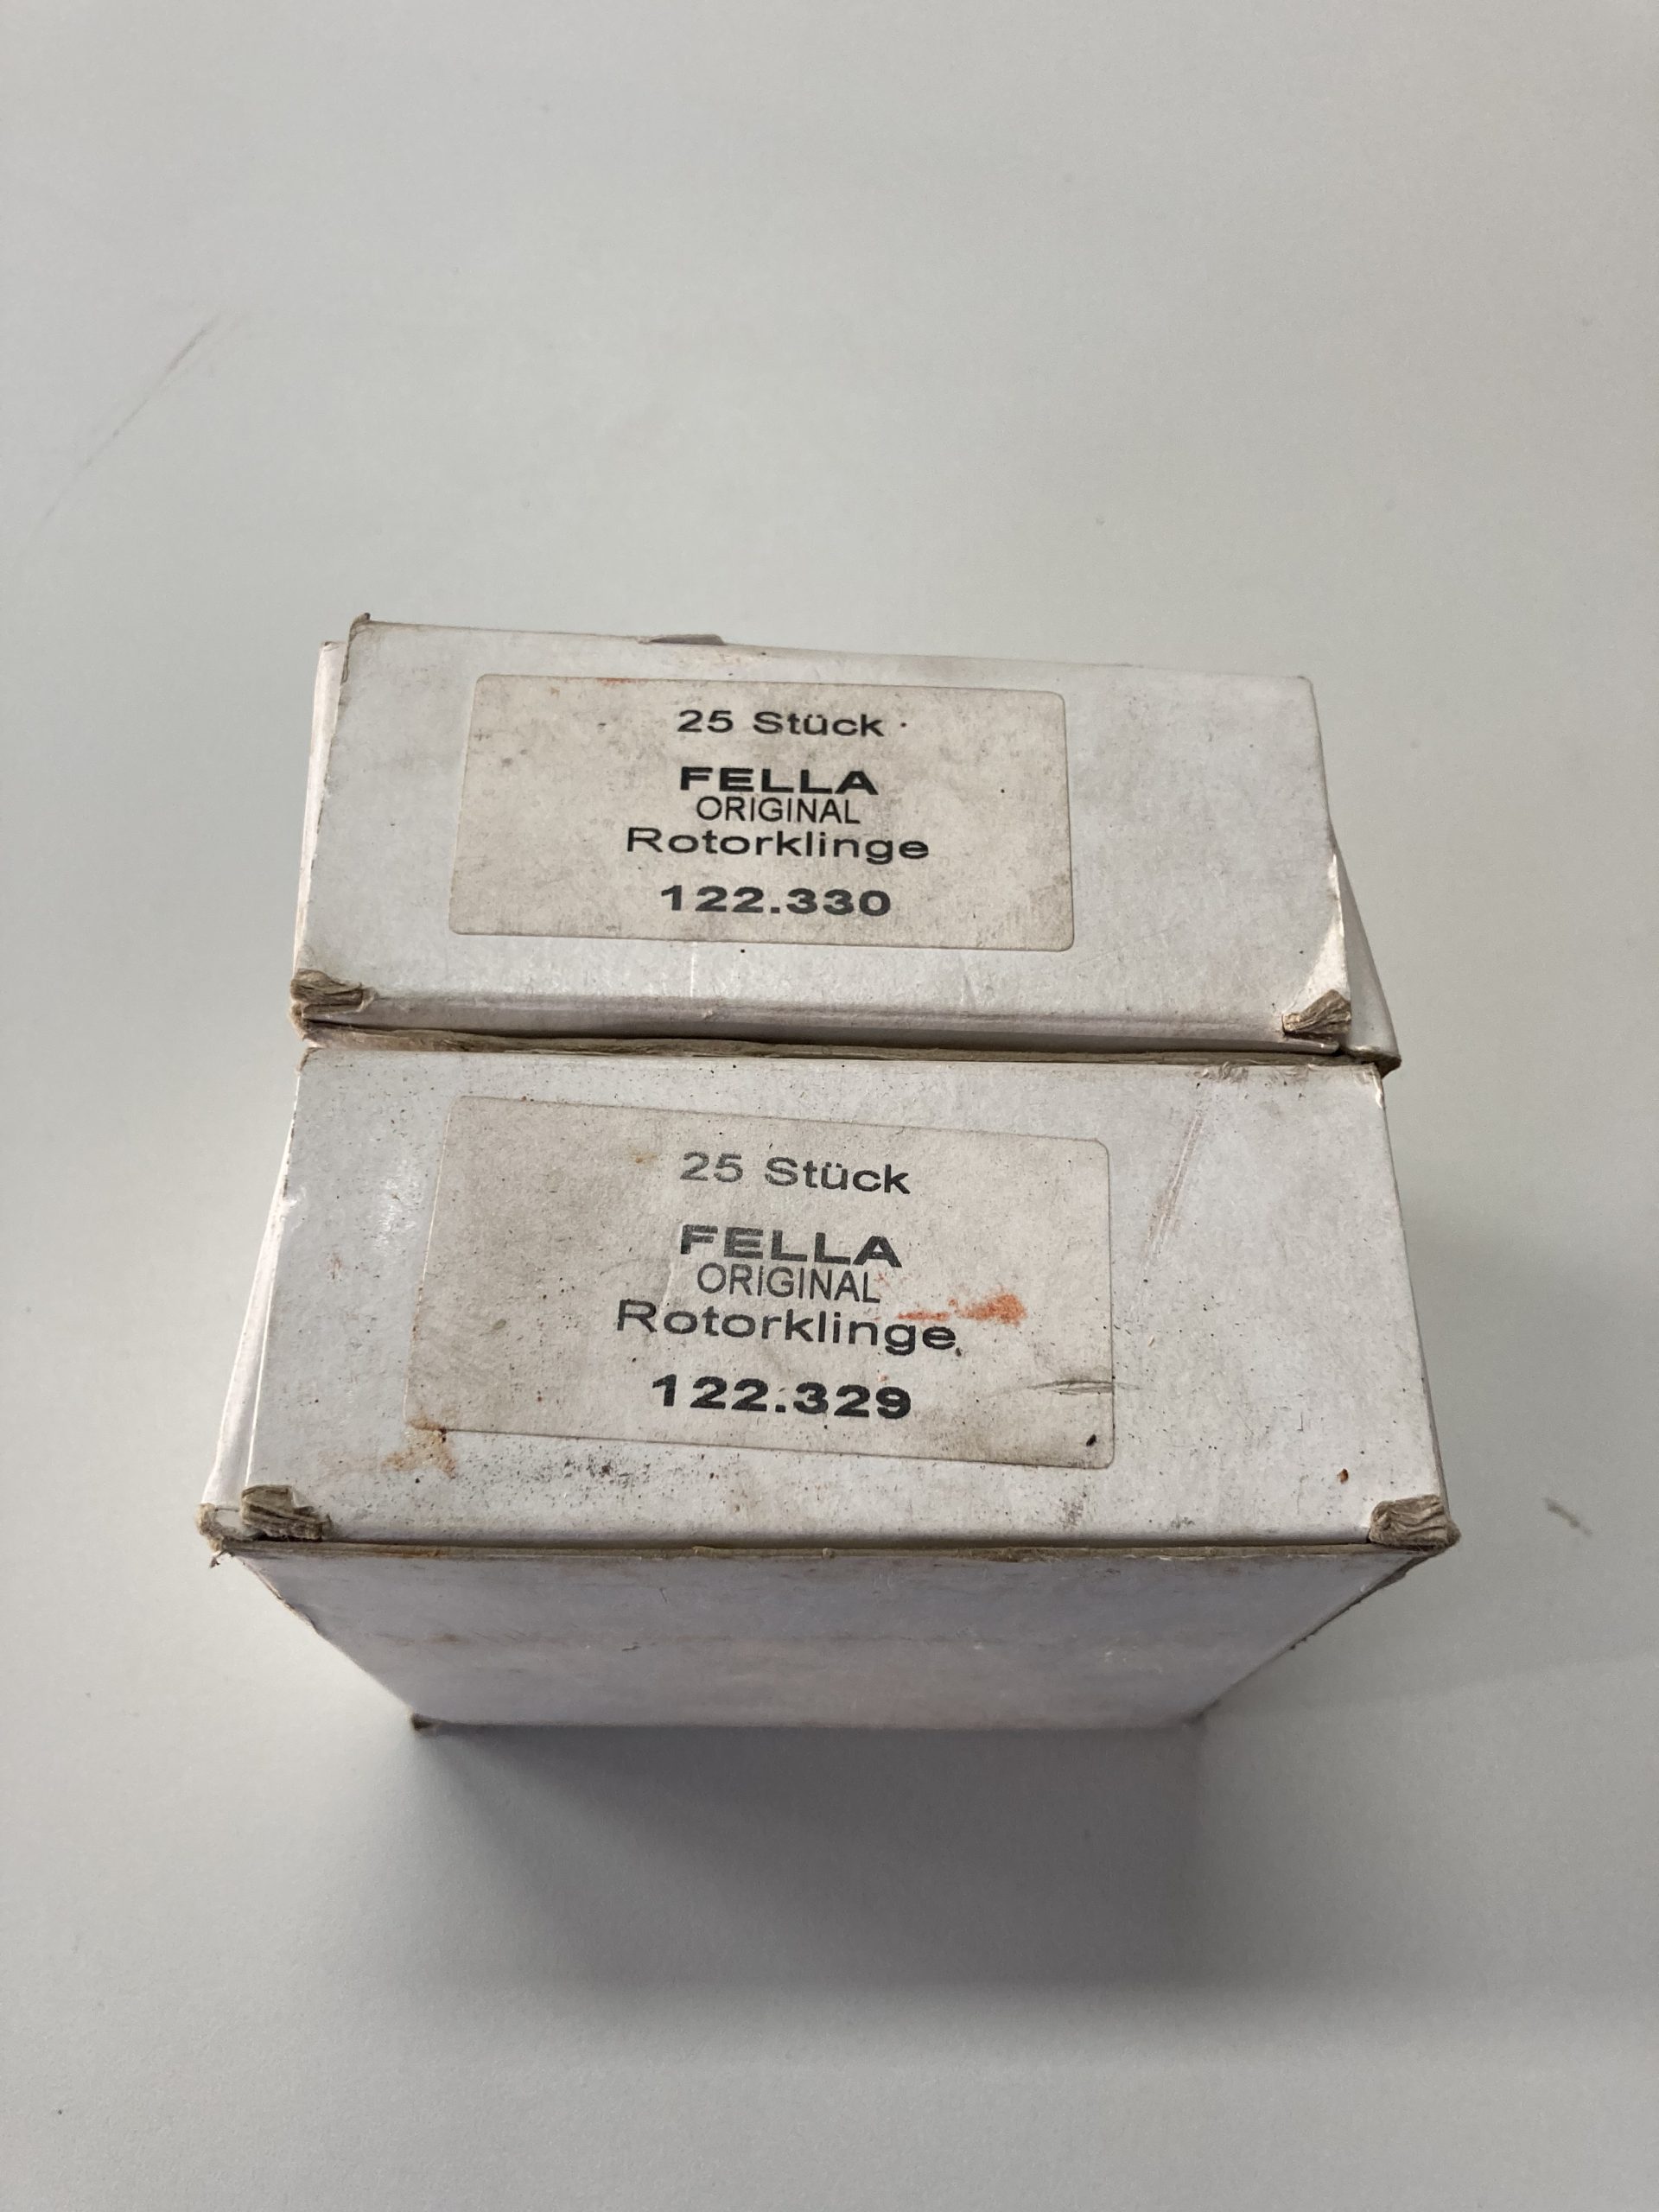 25 Stück
FELLA
ORIGINAL
Rotorklinge
122.330
25 Stück
FELLA
ORIGINAL
Rotorklinge
122.329